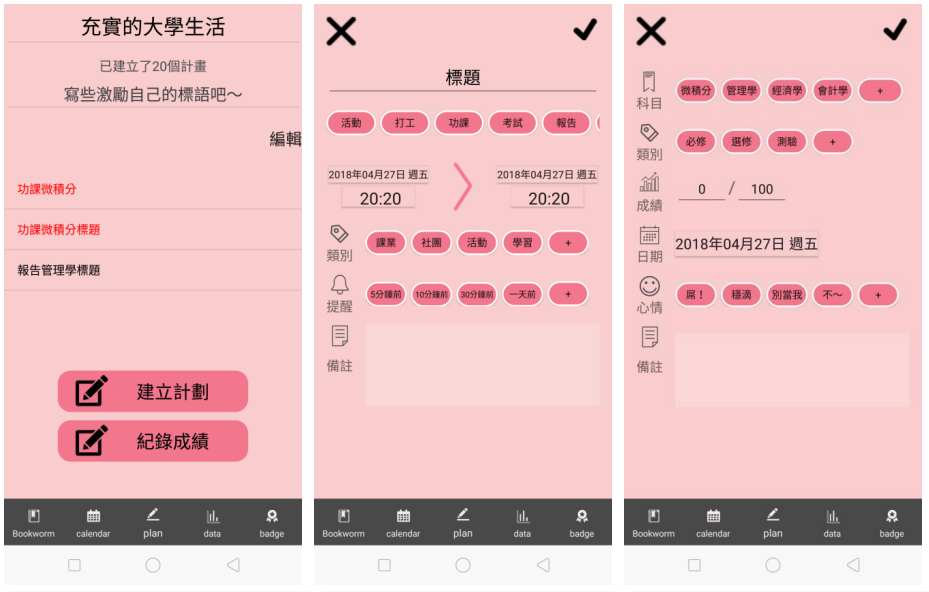 充實的大學生活
已建立了20個計畫
寫些激勵自己的標語吧～
編輯
功課微積分
功課微積分標題
報告管理學標題
建立計劃
紀錄成績
Bookworm calendar plan data badge
標題
活動 打工 功課 考試 報告
2018年04月27日 週五 2018年04月27日 週五
20:20 20:20
類別 課業 社團 活動 學習 +
提醒 5分鐘前 10分鐘前 30分鐘前 一天前 +
備註
Bookworm calendar plan data badge
科目 微積分 管理學 經濟學 會計學 +
類別 必修 選修 測驗 +
成績 0 / 100
日期 2018年04月27日 週五
心情 屌！ 穩滴 別當我 不～ +
備註
Bookworm calendar plan data badge